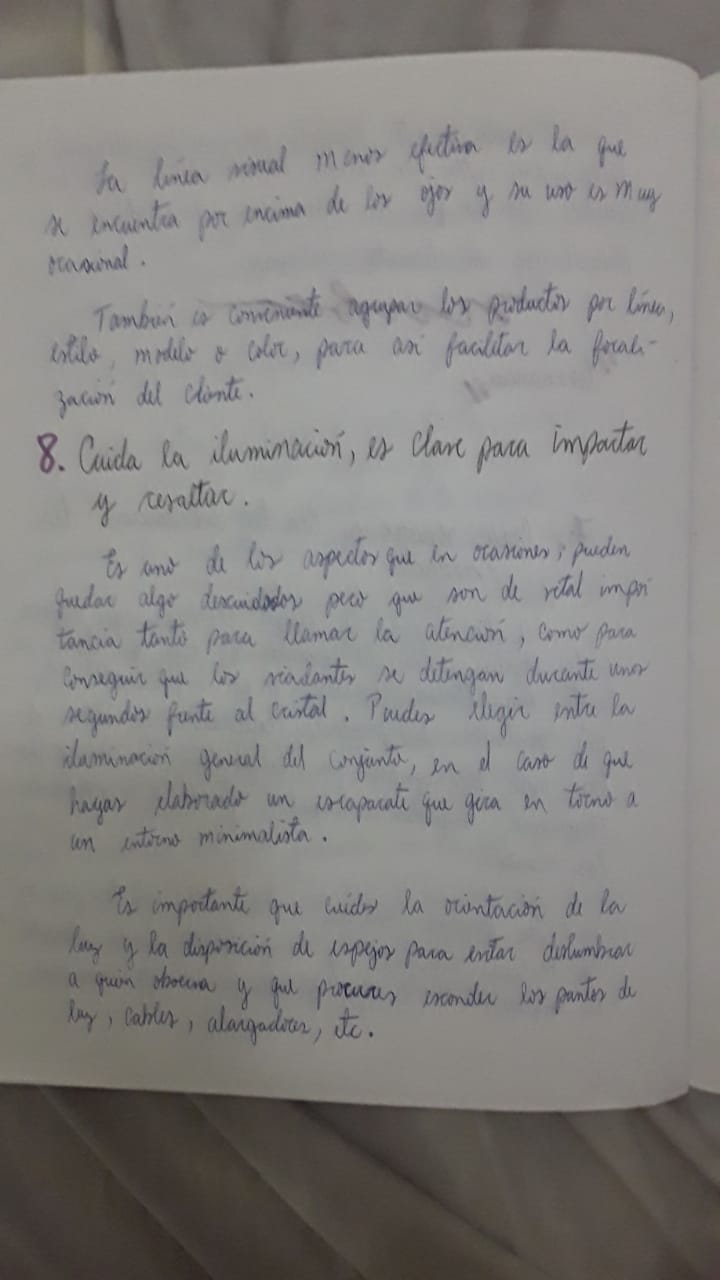 La línea visual menos efectiva es la que
se encuentra por encima de los ojos y su uso es muy
ocasional.
También es conveniente agrupar los productos por línea,
estilo, modelo o color, para asi facilitar la focali-
zación del cliente.
8. Cuida la iluminación, es clave para impactar
y resaltar.
Es uno de los aspectos que en ocasiones, pueden
quedar algo descuidados pero que son de vital impor
tancia tanto para llamar la atención, como para
conseguir que los viandantes se detengan durante unos
segundos frente al cristal. Puedes elegir entre la
iluminación general del conjunto, en el caso de que
hayas elaborado un escaparate que gira en torno a
un entorno minimalista.
Es importante que cuides la orientación de la
luz y la disposición de espejos para evitar deslumbrar
a quien observa y que procures esconder los puntos de
luz, cables, alargadores, etc.